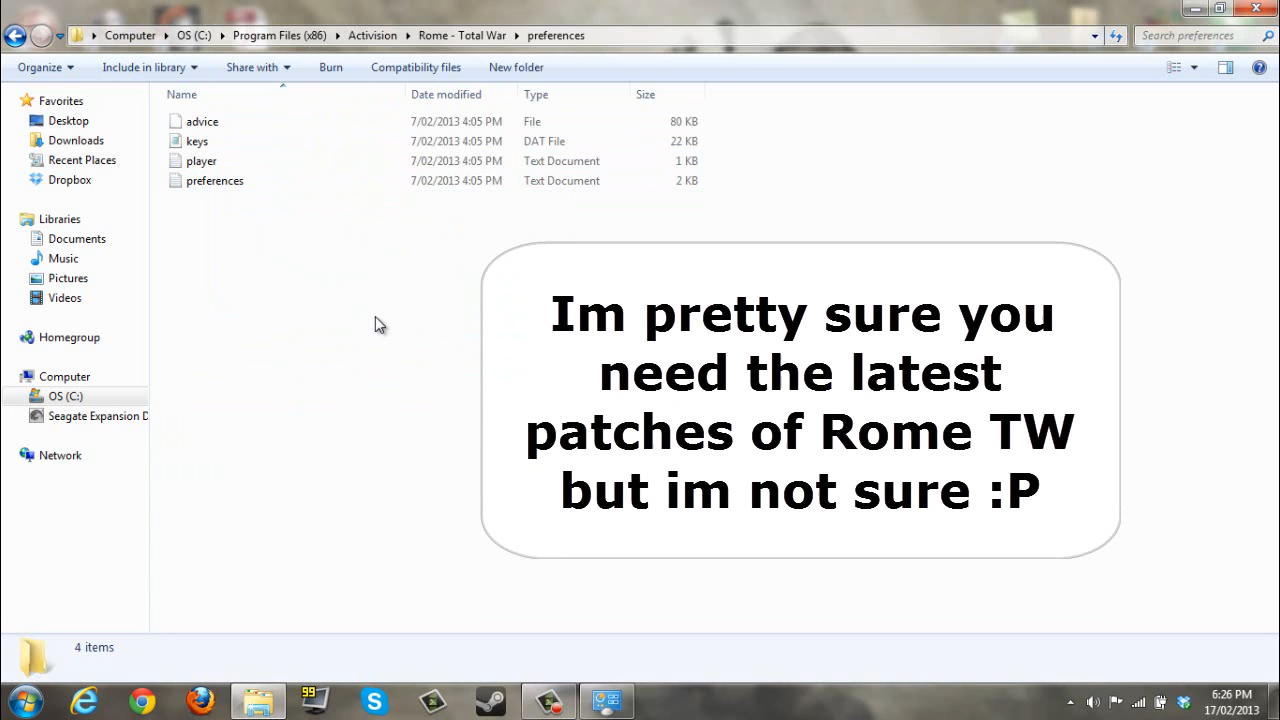 Computer OS (C:) Program Files (x86) Activision Rome - Total War preferences Search preferences
Organize Include in library Share with Burn Compatibility files New folder
Name Date modified Type Size
Favorites
Desktop
Downloads
Recent Places
Dropbox
Libraries
Documents
Music
Pictures
Videos
Homegroup
Computer
OS (C:)
Seagate Expansion D
Network
advice 7/02/2013 4:05 PM File 80 KB
keys 7/02/2013 4:05 PM DAT File 22 KB
player 7/02/2013 4:05 PM Text Document 1 KB
preferences 7/02/2013 4:05 PM Text Document 2 KB
Im pretty sure you
need the latest
patches of Rome TW
but im not sure :P
4 items
99
6:26 PM
17/02/2013